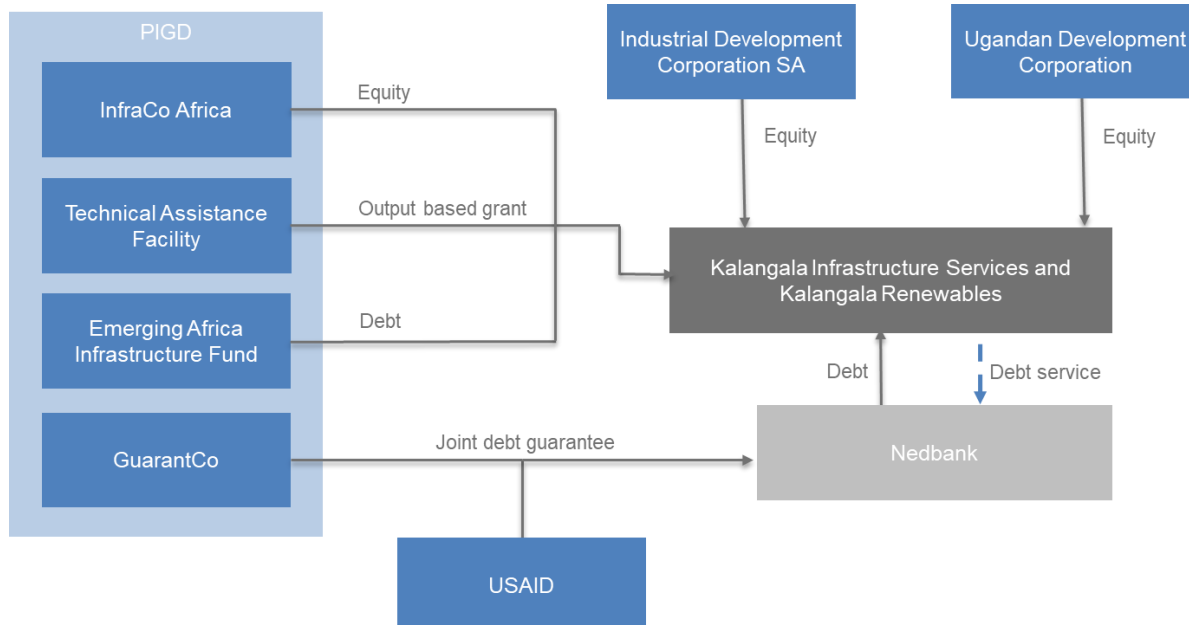 PIGD
InfraCo Africa
Equity
Technical Assistance
Facility
Output based grant
Emerging Africa
Infrastructure Fund
Debt
GuarantCo
Joint debt guarantee
USAID
Industrial Development
Corporation SA
Equity
Ugandan Development
Corporation
Equity
Kalangala Infrastructure Services and
Kalangala Renewables
Debt
Debt service
Nedbank